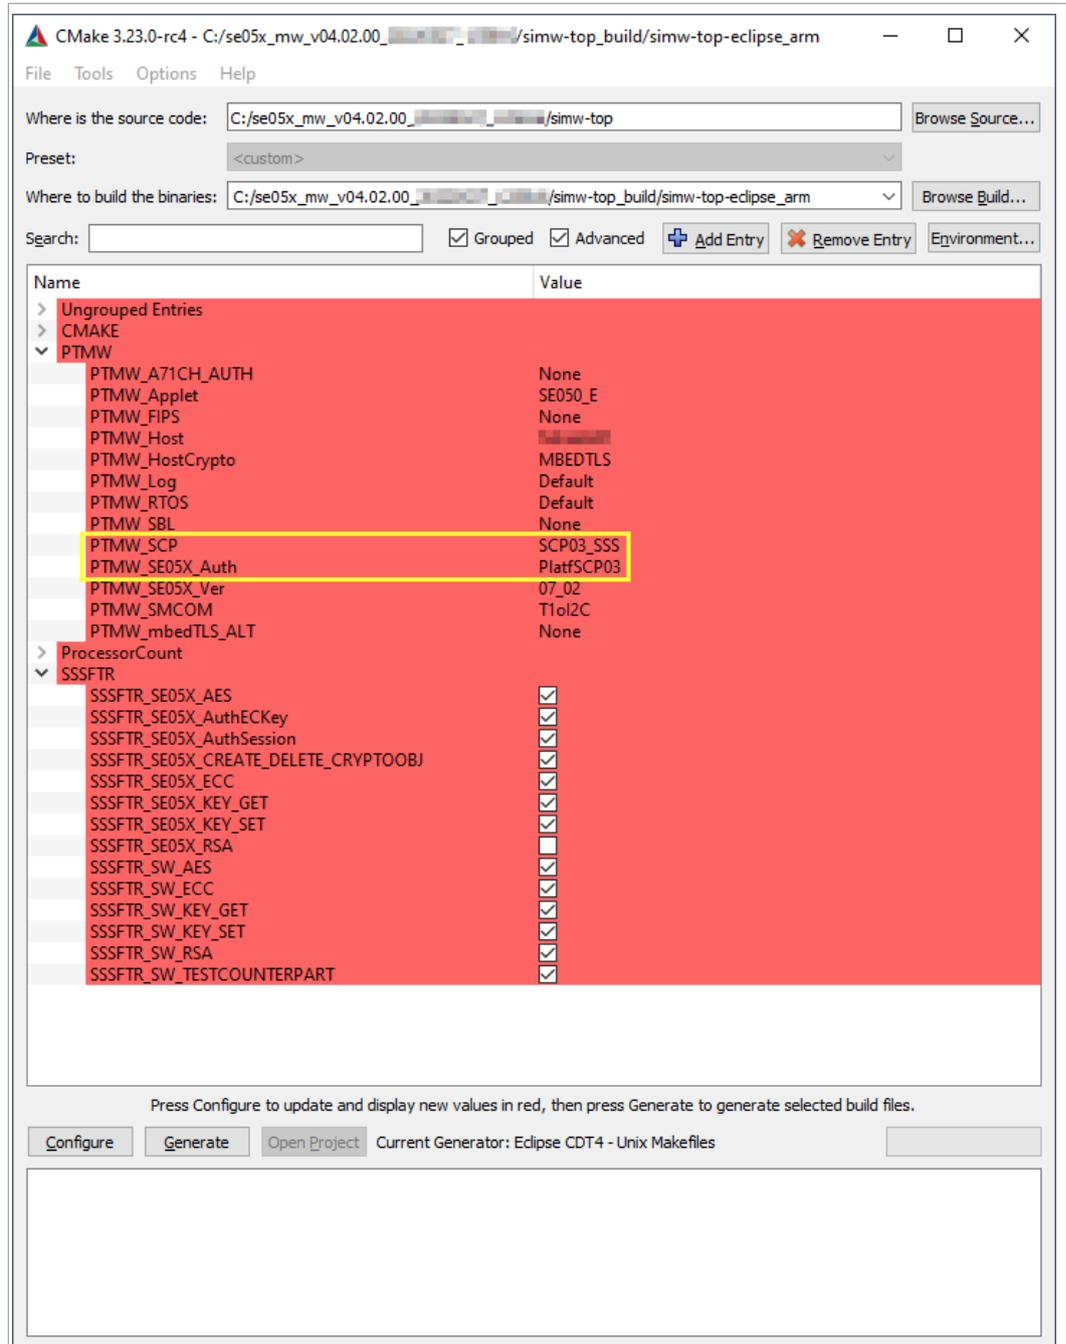 CMake 3.23.0-rc4 - C:/se05x_mw_v04.02.00_ _ /simw-top_build/simw-top-eclipse_arm
File Tools Options Help
Where is the source code: C:/se05x_mw_v04.02.00_ _ /simw-top Browse Source...
Preset: <custom>
Where to build the binaries: C:/se05x_mw_v04.02.00_ _ /simw-top_build/simw-top-eclipse_arm Browse Build...
Search: Grouped Advanced Add Entry Remove Entry Environment...
Name Value
Ungrouped Entries
CMAKE
PTMW
PTMW_A71CH_AUTH None
PTMW_Applet SE050_E
PTMW_FIPS None
PTMW_Host
PTMW_HostCrypto MBEDTLS
PTMW_Log Default
PTMW_RTOS Default
PTMW_SBL None
PTMW_SCP SCP03_SSS
PTMW_SE05X_Auth PlatfSCP03
PTMW_SE05X_Ver 07_02
PTMW_SMCOM T1oI2C
PTMW_mbedTLS_ALT None
ProcessorCount
SSSFTR
SSSFTR_SE05X_AES
SSSFTR_SE05X_AuthECKey
SSSFTR_SE05X_AuthSession
SSSFTR_SE05X_CREATE_DELETE_CRYPTOOBJ
SSSFTR_SE05X_ECC
SSSFTR_SE05X_KEY_GET
SSSFTR_SE05X_KEY_SET
SSSFTR_SE05X_RSA
SSSFTR_SW_AES
SSSFTR_SW_ECC
SSSFTR_SW_KEY_GET
SSSFTR_SW_KEY_SET
SSSFTR_SW_RSA
SSSFTR_SW_TESTCOUNTERPART
Press Configure to update and display new values in red, then press Generate to generate selected build files.
Configure Generate Open Project Current Generator: Eclipse CDT4 - Unix Makefiles